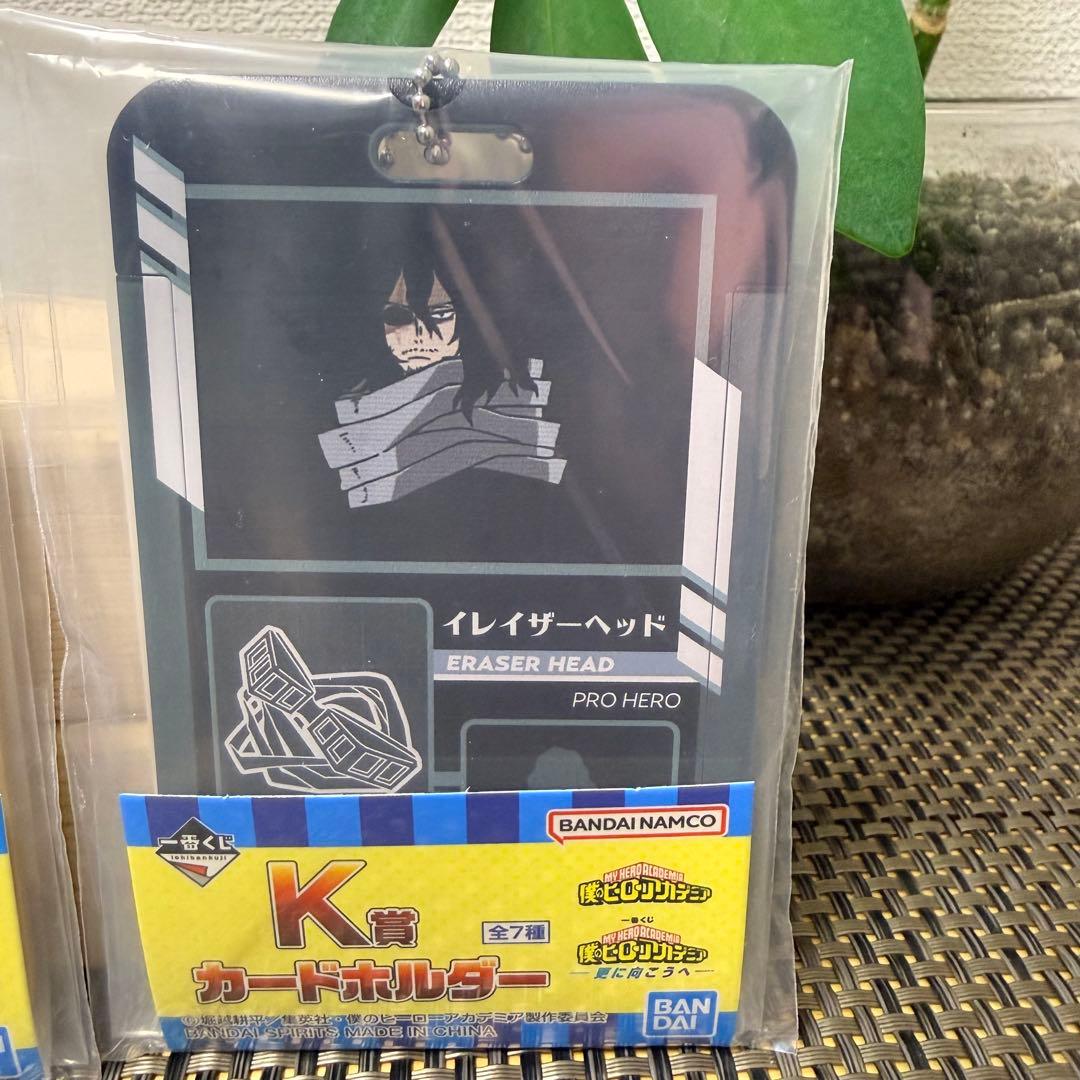 イレイザーヘッド
ERASER HEAD
PRO HERO
BANDAI NAMCO
一番くじ
ichibankuji
K賞
全7種
カードホルダー
MY HERO ACADEMIA
僕のヒーローアカデミア
一番くじ
MY HERO ACADEMIA
僕のヒーローアカデミア
更に向こうへ
©堀越耕平/集英社・僕のヒーローアカデミア製作委員会
BANDAI SPIRITS MADE IN CHINA
BAN
DAI